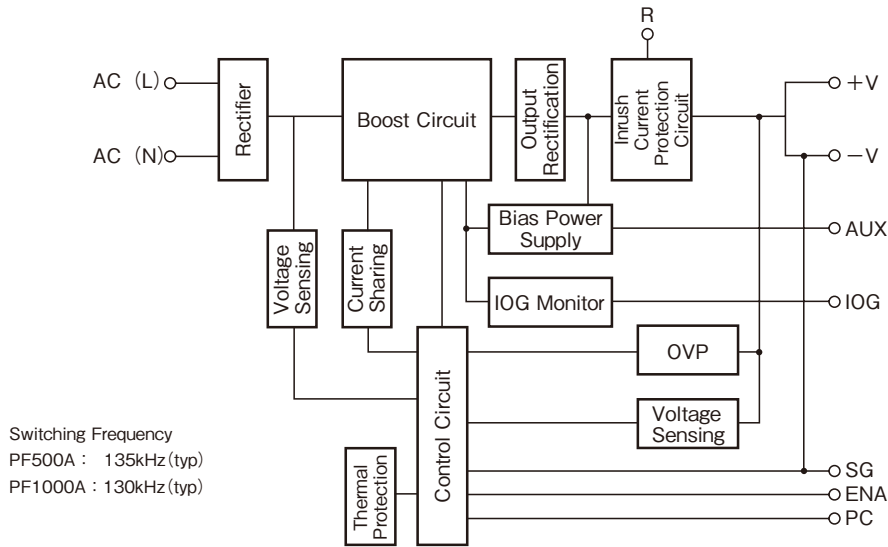 R
AC (L)
AC (N)
Rectifier
Boost Circuit
Output
Rectification
Inrush
Current
Protection
Circuit
+V
−V
Voltage
Sensing
Current
Sharing
Bias Power
Supply
AUX
IOG Monitor
IOG
OVP
Control Circuit
Voltage
Sensing
Thermal
Protection
SG
ENA
PC
Switching Frequency
PF500A : 135kHz(typ)
PF1000A : 130kHz(typ)